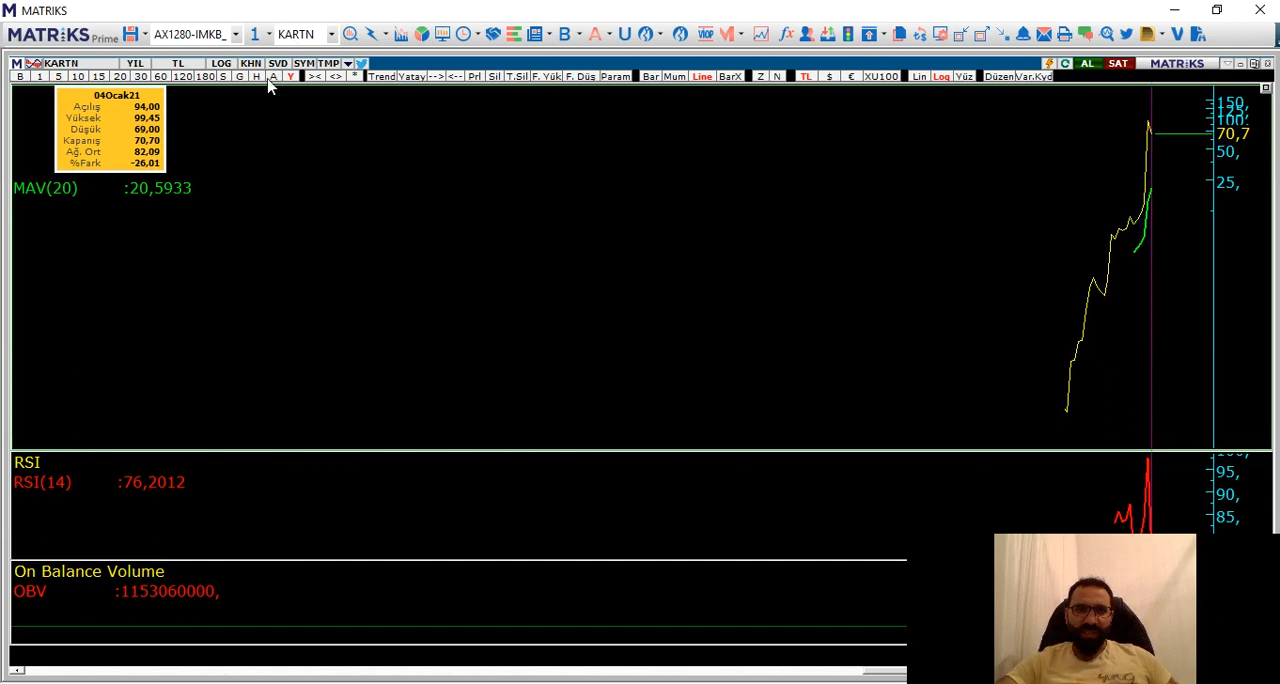 MATRIKS
MATRIKS Prime AX1280-IMKB_ 1 KARTN B A U VIOP M fx V
M KARTN YIL TL LOG KHN SVD SYM TMP AL SAT MATRIKS
B 1 5 10 15 20 30 60 120 180 S G H A Y >< <> * Trend Yatay --> <-- Prl Sil T.Sil F. Yük F. Düş Param Bar Mum Line BarX Z N TL $ € XU100 Lin Log Yüz Düzen Var.Kyd
04Ocak21
Açılış 94,00
Yüksek 99,45
Düşük 69,00
Kapanış 70,70
Ağ. Ort 82,09
%Fark -26,01
MAV(20) :20,5933
150,
125,
100,
70,7
50,
25,
RSI
RSI(14) :76,2012
95,
90,
85,
On Balance Volume
OBV :1153060000,